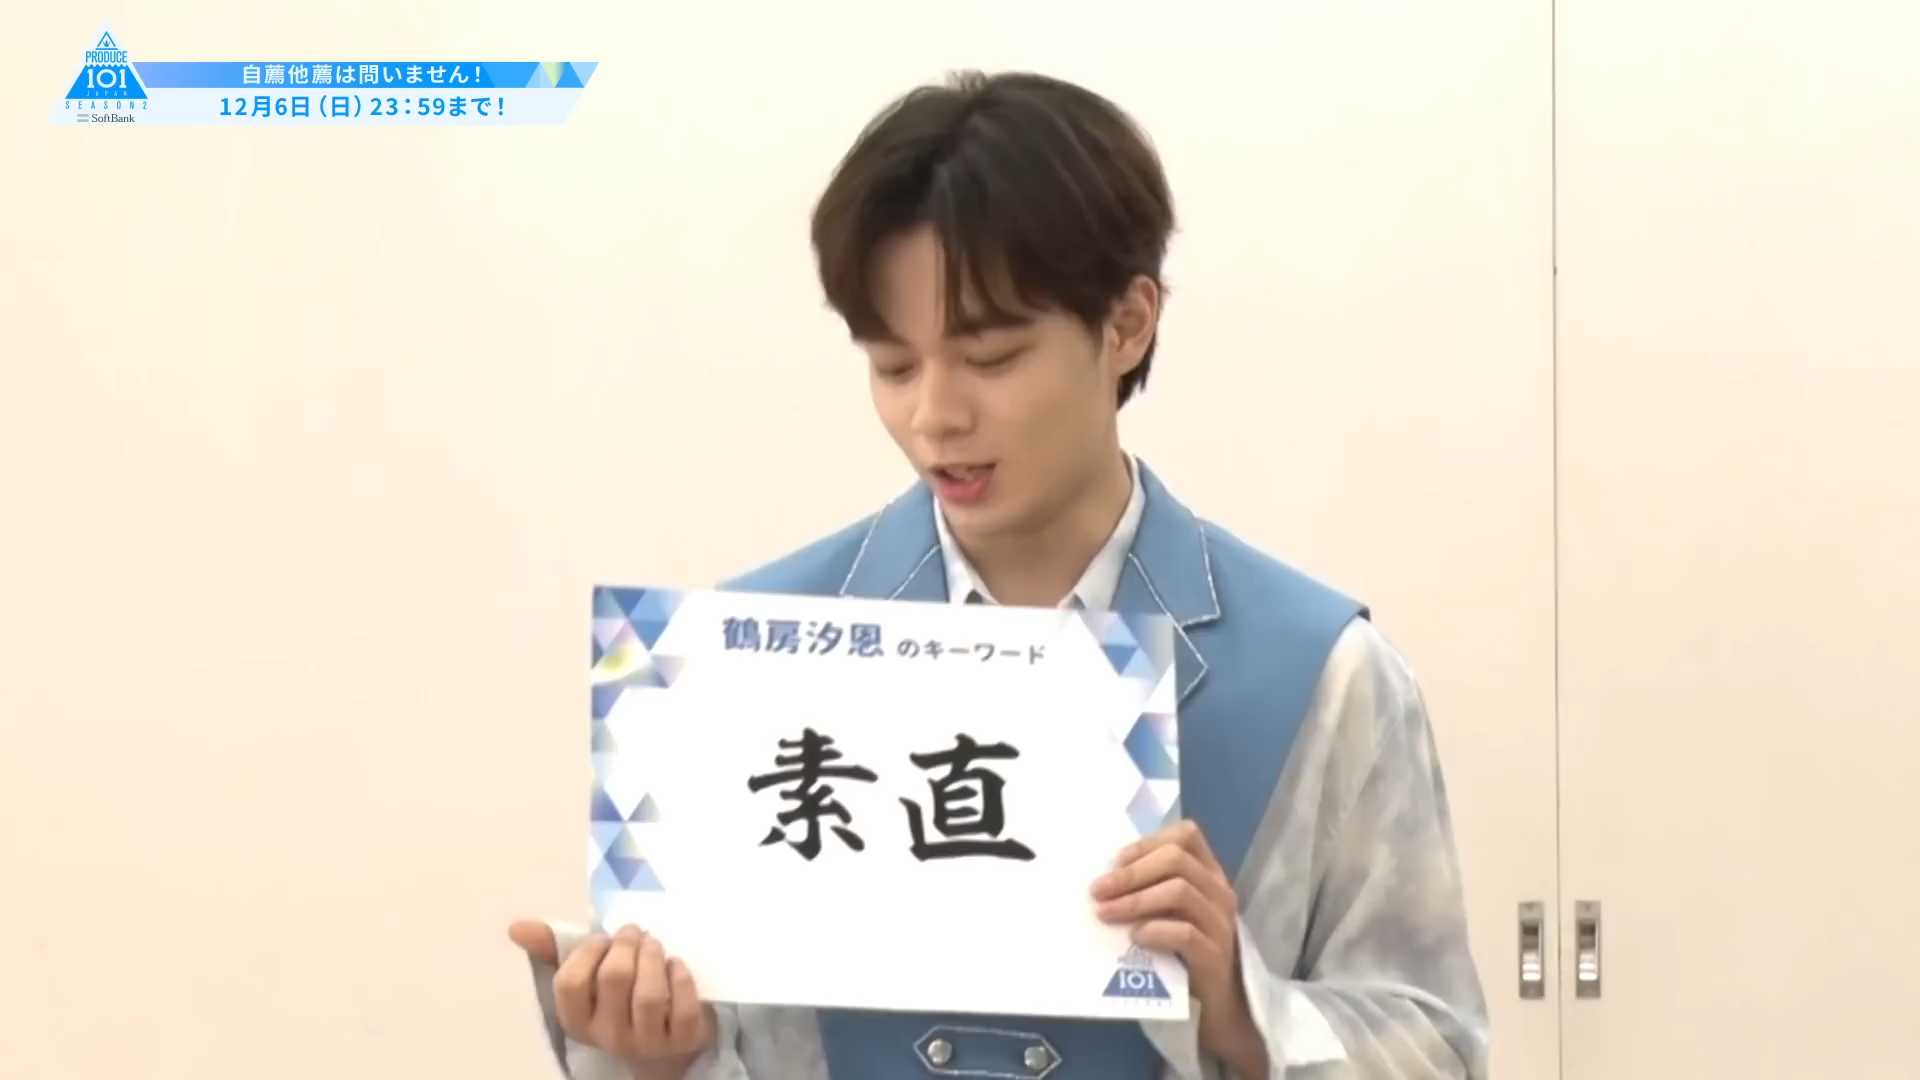 PRODUCE
101
JAPAN
SEASON2
SoftBank
自薦他薦は問いません！
12月6日（日）23：59まで！
鶴房汐恩のキーワード
素直
101